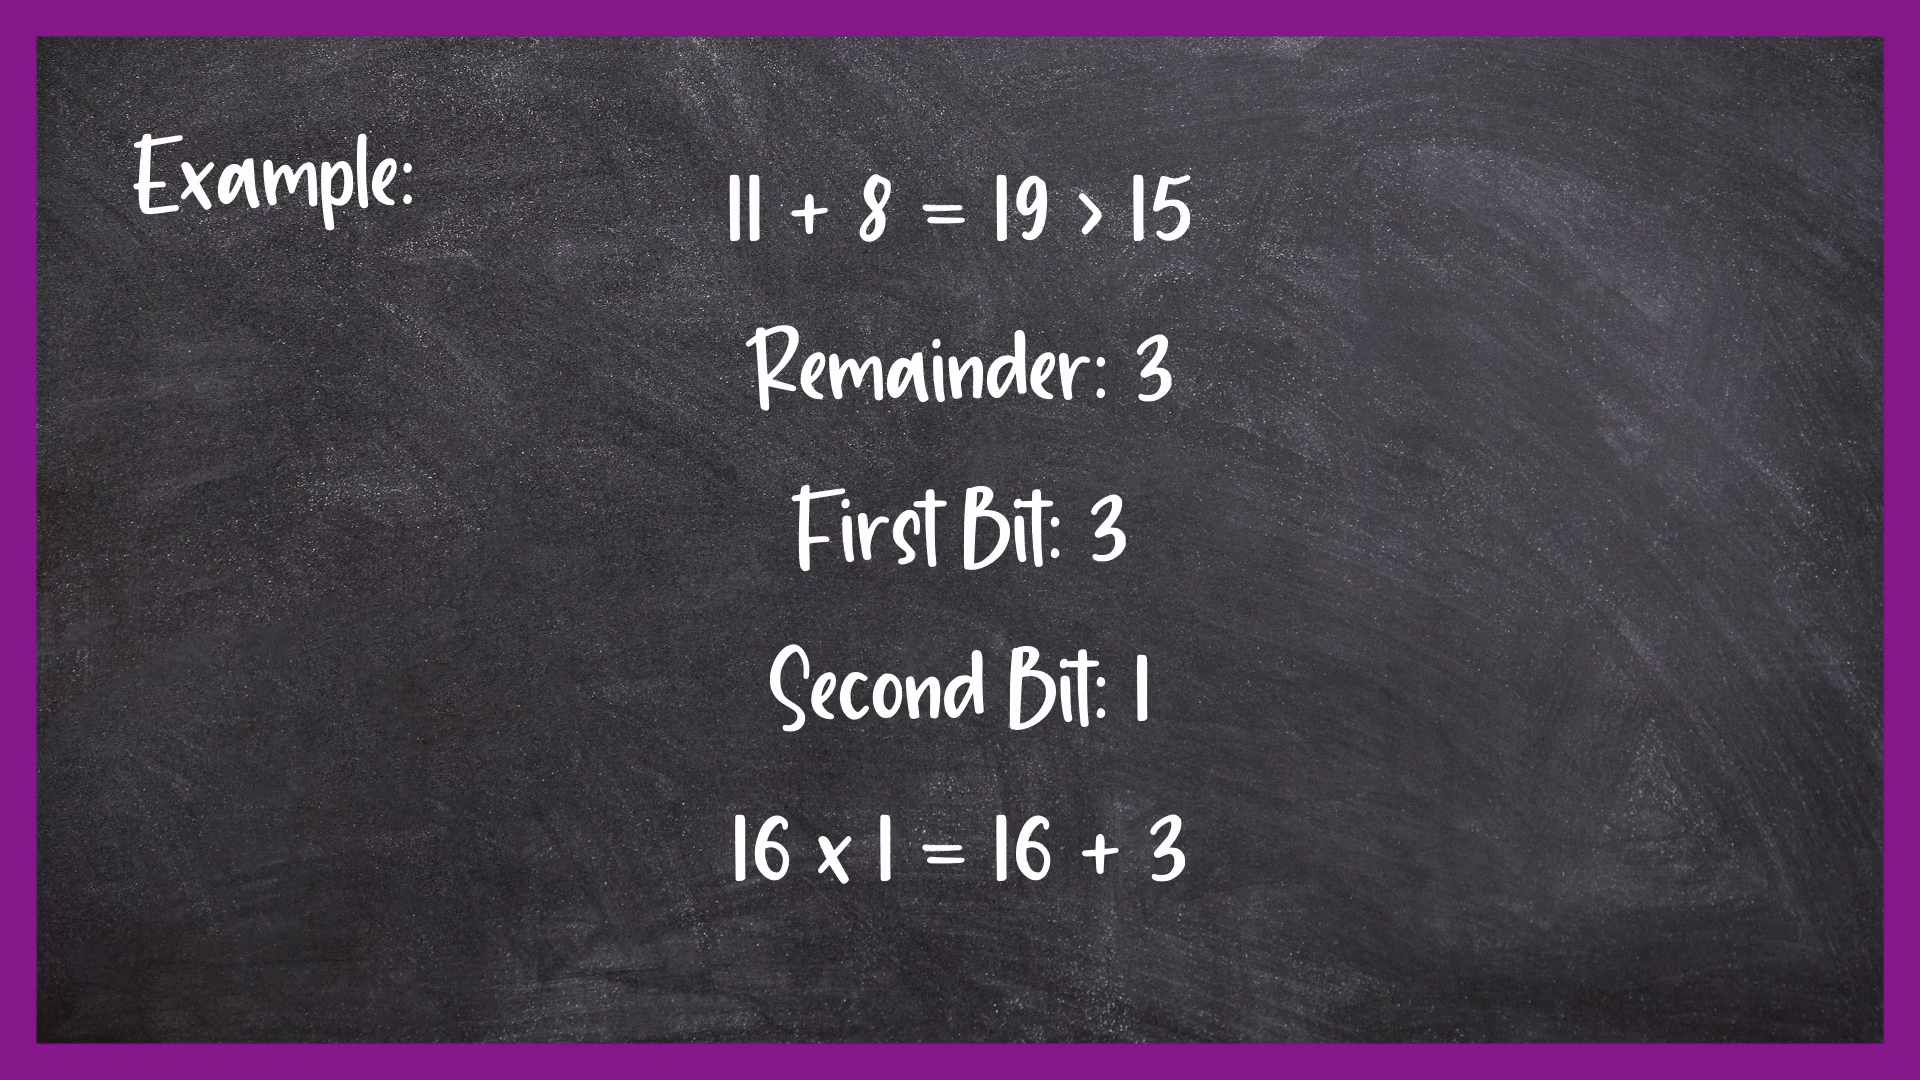 Example:
11 + 8 = 19 > 15
Remainder: 3
First Bit: 3
Second Bit: 1
16 x 1 = 16 + 3